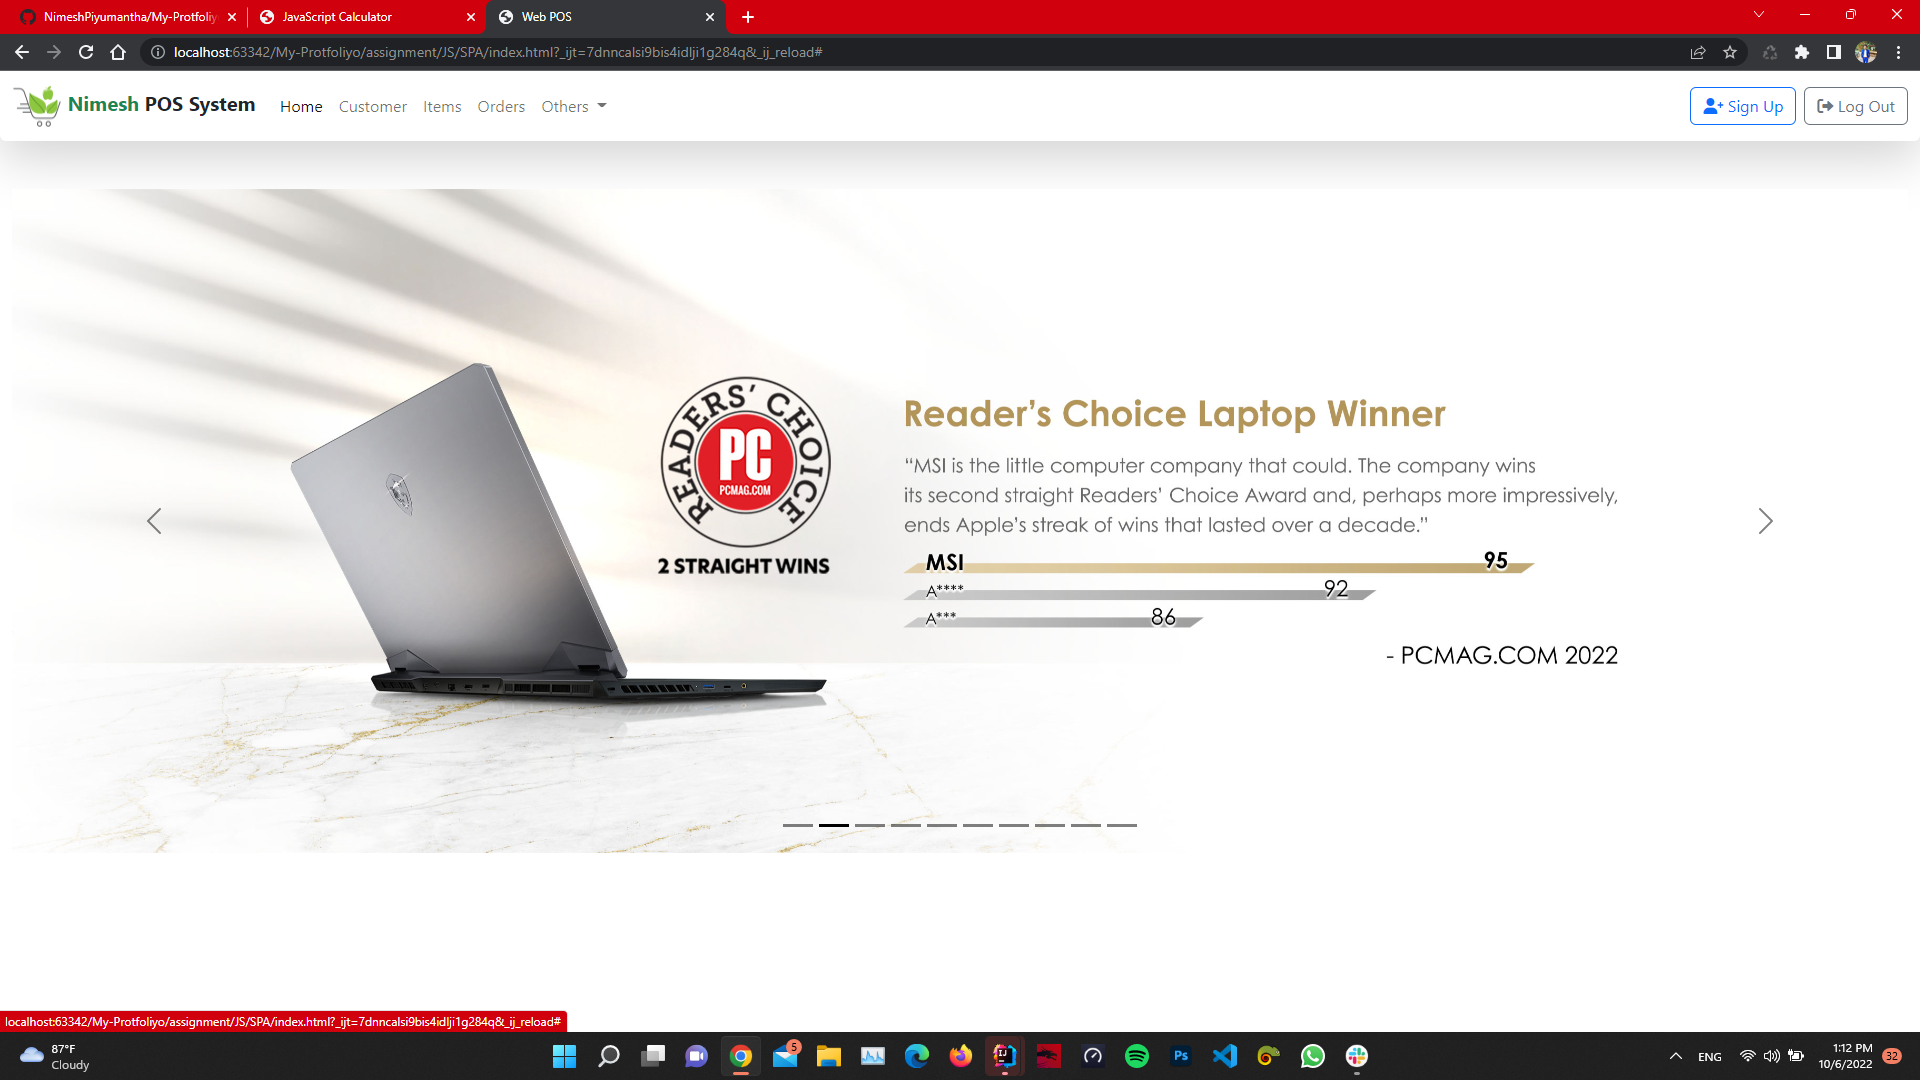 NimeshPiyumantha/My-Protfoliy
JavaScript Calculator
Web POS
localhost:63342/My-Protfoliyo/assignment/JS/SPA/index.html?_ijt=7dnncalsi9bis4idlji1g284q&_ij_reload#
Nimesh POS System
Home
Customer
Items
Orders
Others
Sign Up
Log Out
READERS' CHOICE
PC
PCMAG.COM
2 STRAIGHT WINS
Reader's Choice Laptop Winner
“MSI is the little computer company that could. The company wins
its second straight Readers’ Choice Award and, perhaps more impressively,
ends Apple’s streak of wins that lasted over a decade.”
MSI 95
A**** 92
A*** 86
- PCMAG.COM 2022
localhost:63342/My-Protfoliyo/assignment/JS/SPA/index.html?_ijt=7dnncalsi9bis4idlji1g284q&_ij_reload#
87°F
Cloudy
5
IJ
Ps
ENG
1:12 PM
10/6/2022
32